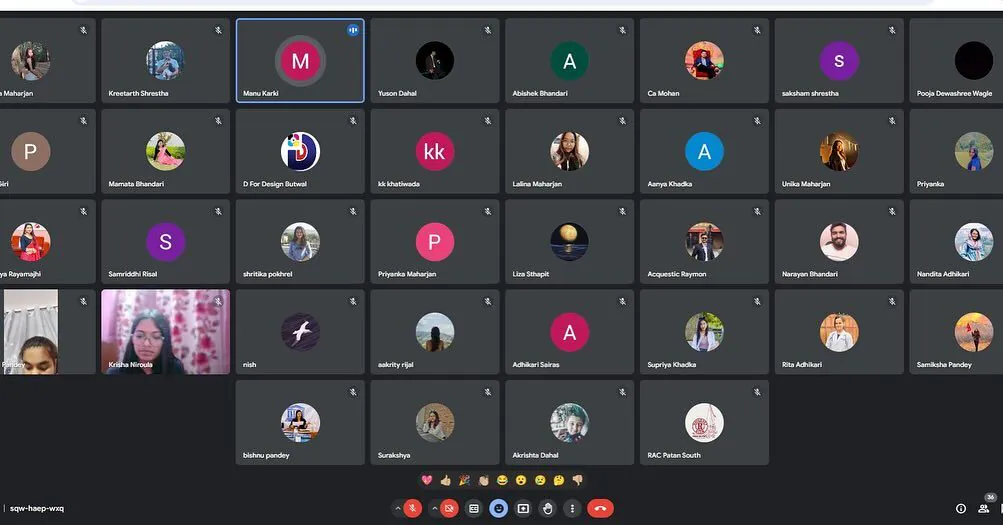 a Maharjan
Kreetarth Shrestha
M
Manu Karki
Yuson Dahal
A
Abishek Bhandari
Ca Mohan
S
saksham shrestha
Pooja Dewashree Wagle
P
Giri
Mamata Bhandari
D
D For Design Butwal
kk
kk khatiwada
Lalina Maharjan
A
Aanya Khadka
Unika Maharjan
Priyanka
ya Rayamajhi
S
Samriddhi Risal
shritika pokhrel
P
Priyanka Maharjan
Liza Sthapit
Acquestic Raymon
Narayan Bhandari
Nandita Adhikari
Pandey
Krisha Niroula
nish
aakrity rijal
A
Adhikari Sairas
Supriya Khadka
Rita Adhikari
Samiksha Pandey
bishnu pandey
Surakshya
Akrishta Dahal
RAC Patan South
sqw-haep-wxq
36